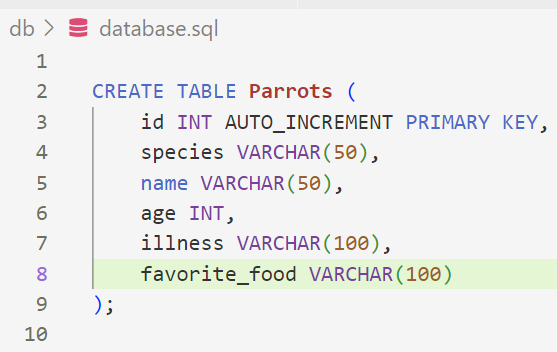 db > database.sql
1
2 CREATE TABLE Parrots (
3 id INT AUTO_INCREMENT PRIMARY KEY,
4 species VARCHAR(50),
5 name VARCHAR(50),
6 age INT,
7 illness VARCHAR(100),
8 favorite_food VARCHAR(100)
9 );
10